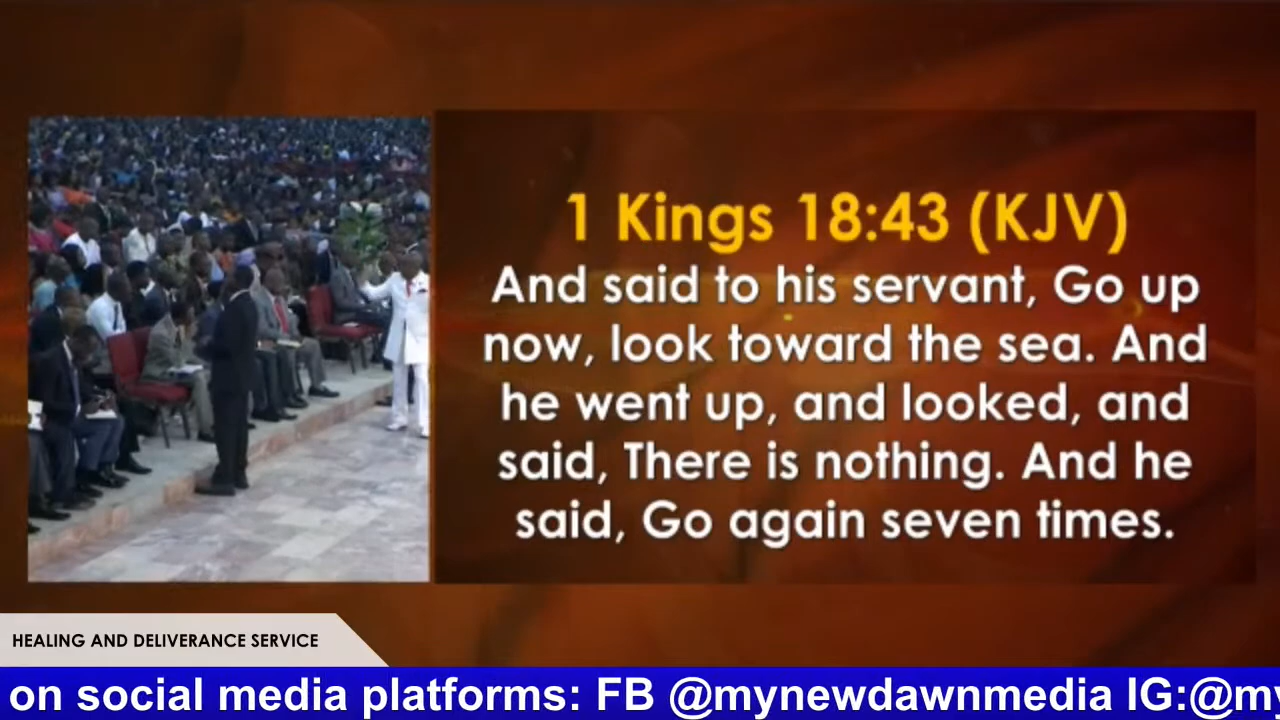 1 Kings 18:43 (KJV)
And said to his servant, Go up
now, look toward the sea. And
he went up, and looked, and
said, There is nothing. And he
said, Go again seven times.
HEALING AND DELIVERANCE SERVICE
on social media platforms: FB @mynewdawnmedia IG:@my